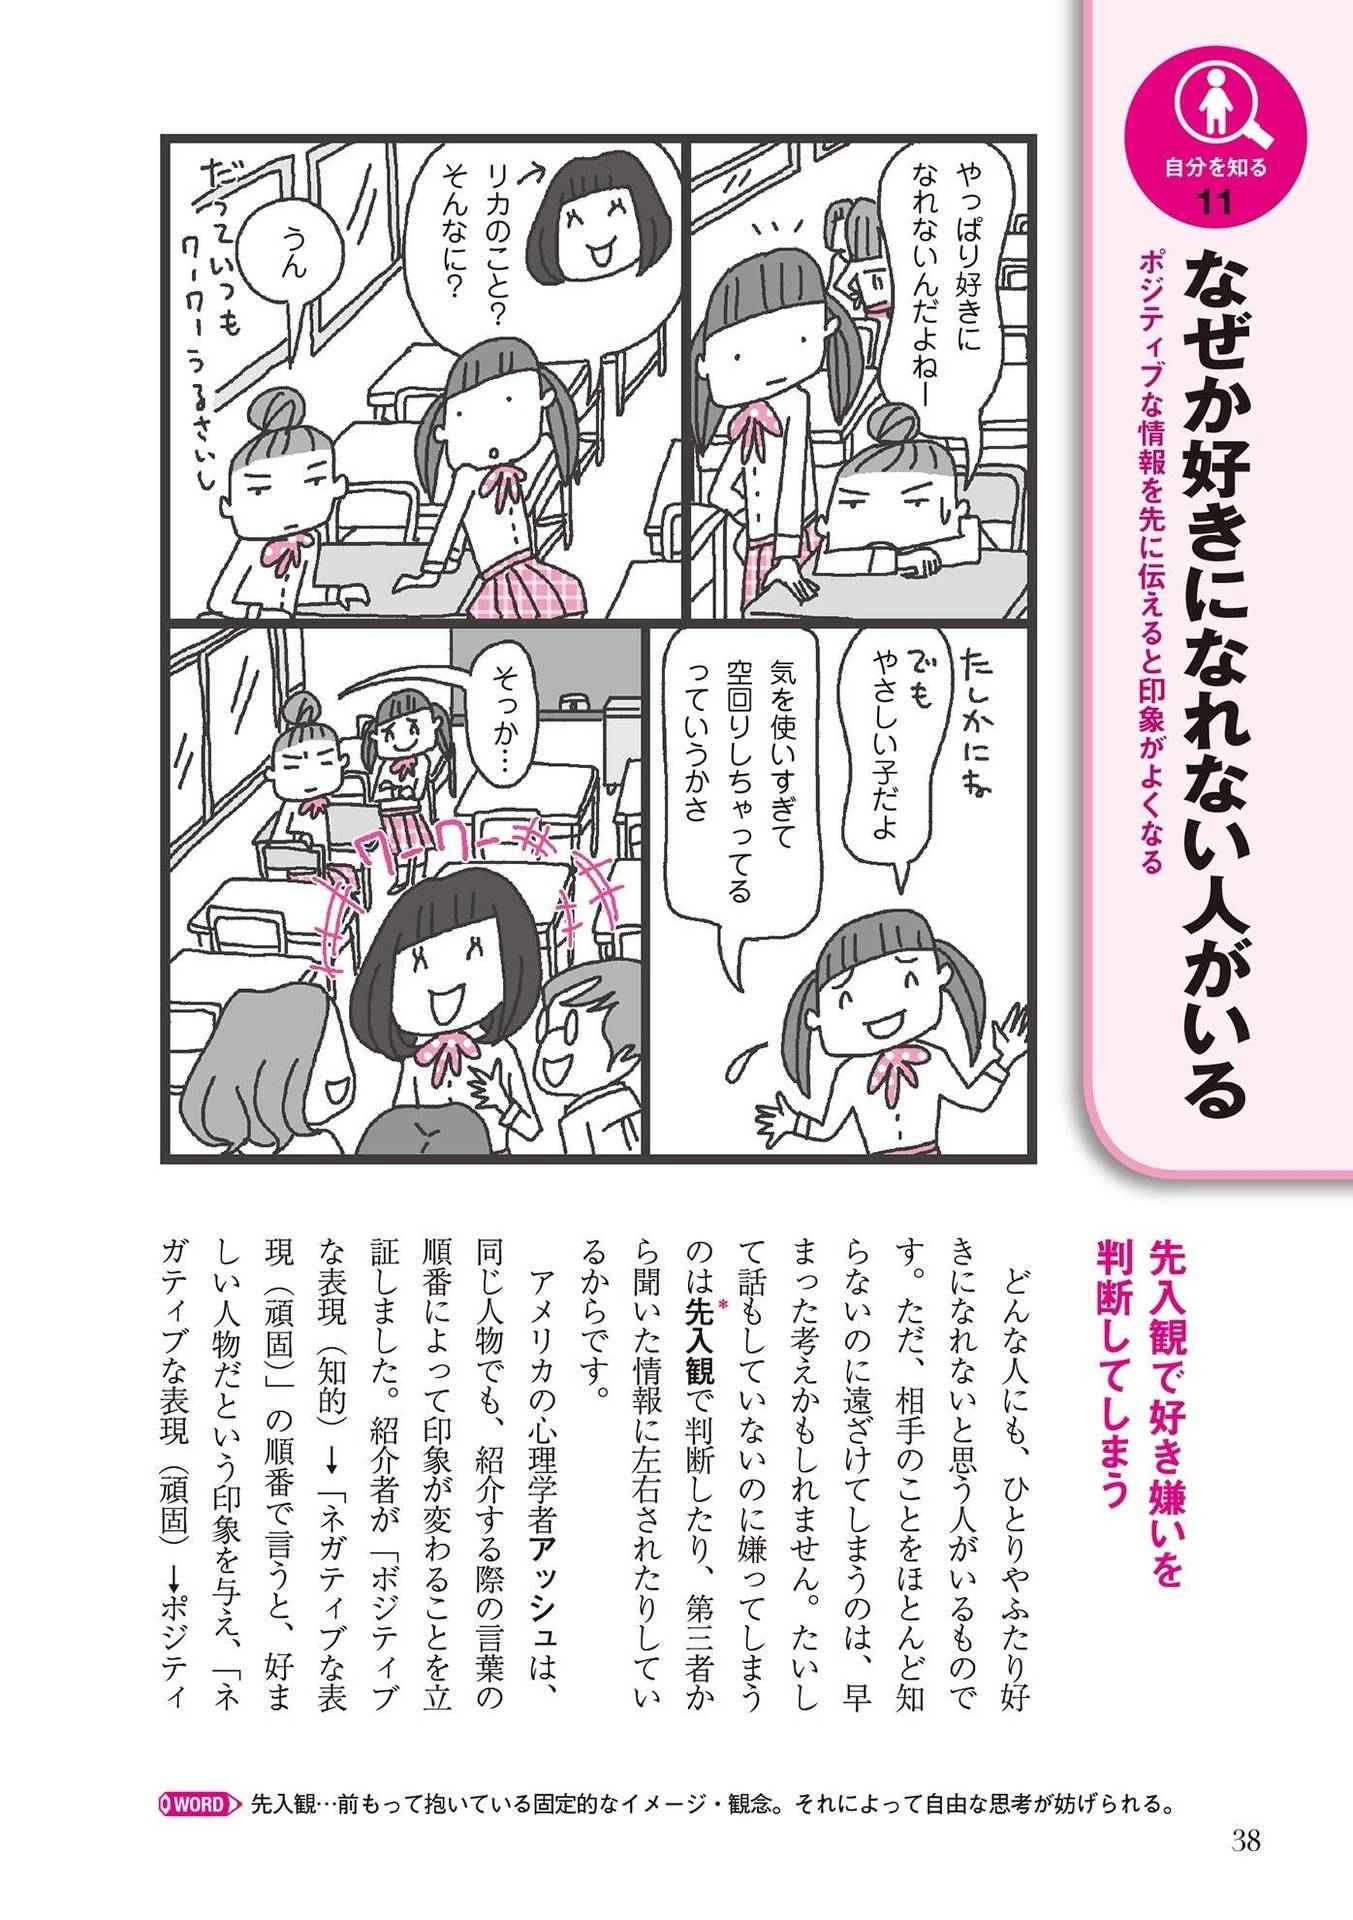 自分を知る
11
なぜか好きになれない人がいる
ポジティブな情報を先に伝えると印象がよくなる
やっぱり好きに
なれないんだよねー
リカのこと？
そんなに？
うん
だっていつも
ワーワーうるさいし
たしかにね
でも
やさしい子だよ
気を使いすぎて
空回りしちゃってる
っていうかさ
そっか…
ワーワー
先入観で好き嫌いを
判断してしまう
どんな人にも、ひとりやふたり好
きになれないと思う人がいるもので
す。ただ、相手のことをほとんど知
らないのに遠ざけてしまうのは、早
まった考えかもしれません。たいし
て話もしていないのに嫌ってしまう
のは先入観*で判断したり、第三者か
ら聞いた情報に左右されたりしてい
るからです。
アメリカの心理学者アッシュは、
同じ人物でも、紹介する際の言葉の
順番によって印象が変わることを立
証しました。紹介者が「ポジティブ
な表現（知的）→「ネガティブな表
現（頑固）」の順番で言うと、好ま
しい人物だという印象を与え、「ネ
ガティブな表現（頑固）→ポジティ
WORD 先入観…前もって抱いている固定的なイメージ・観念。それによって自由な思考が妨げられる。
38